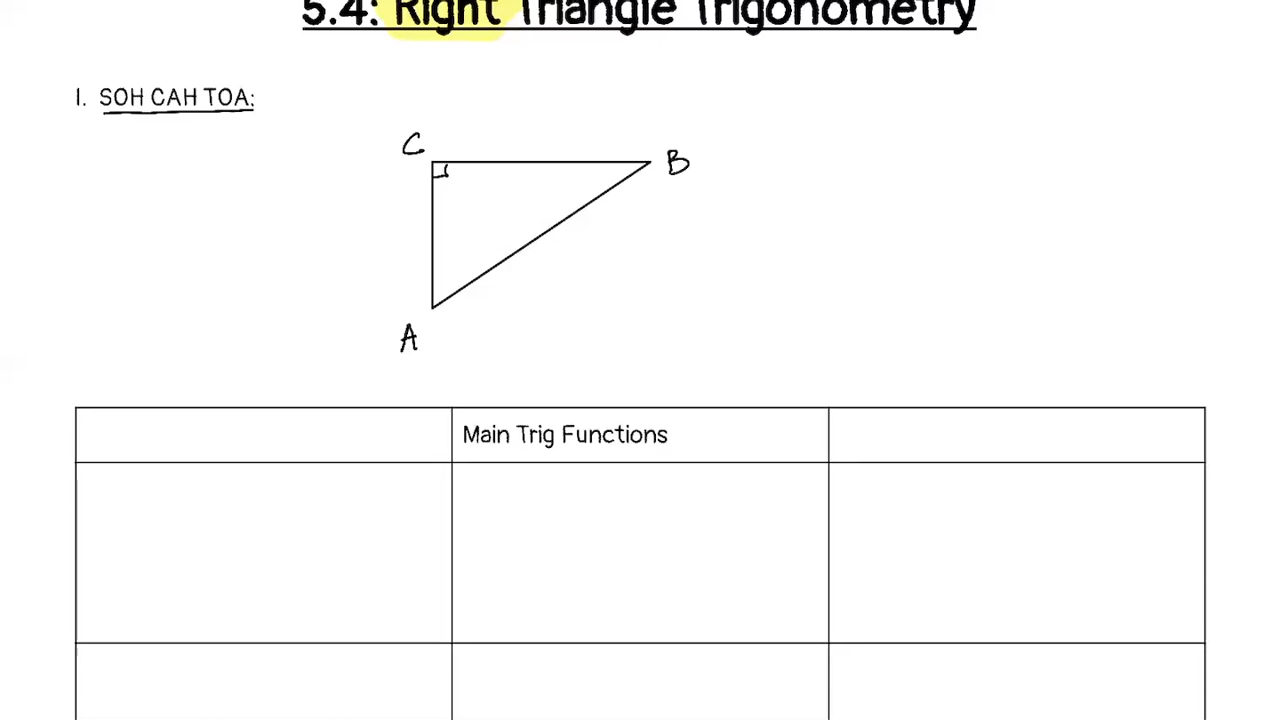 5.4: Right Triangle Trigonometry
I. SOH CAH TOA:
C
B
A
Main Trig Functions